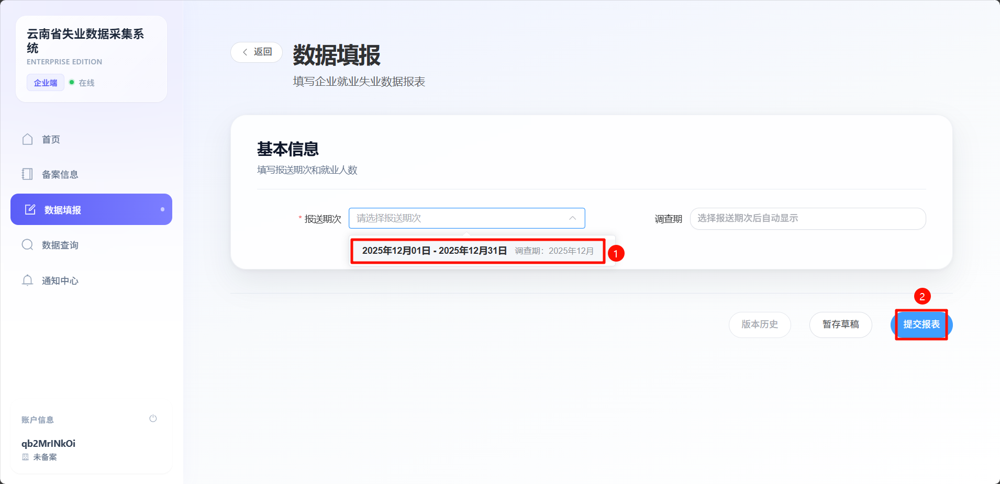 云南省失业数据采集系
统
ENTERPRISE EDITION
企业端 在线
首页
备案信息
数据填报
数据查询
通知中心
账户信息
qb2MrINkOi
未备案
返回
数据填报
填写企业就业失业数据报表
基本信息
填写报送期次和就业人数
* 报送期次 请选择报送期次 调查期 选择报送期次后自动显示
2025年12月01日 - 2025年12月31日 调查期：2025年12月 1
2
版本历史 暂存草稿 提交报表